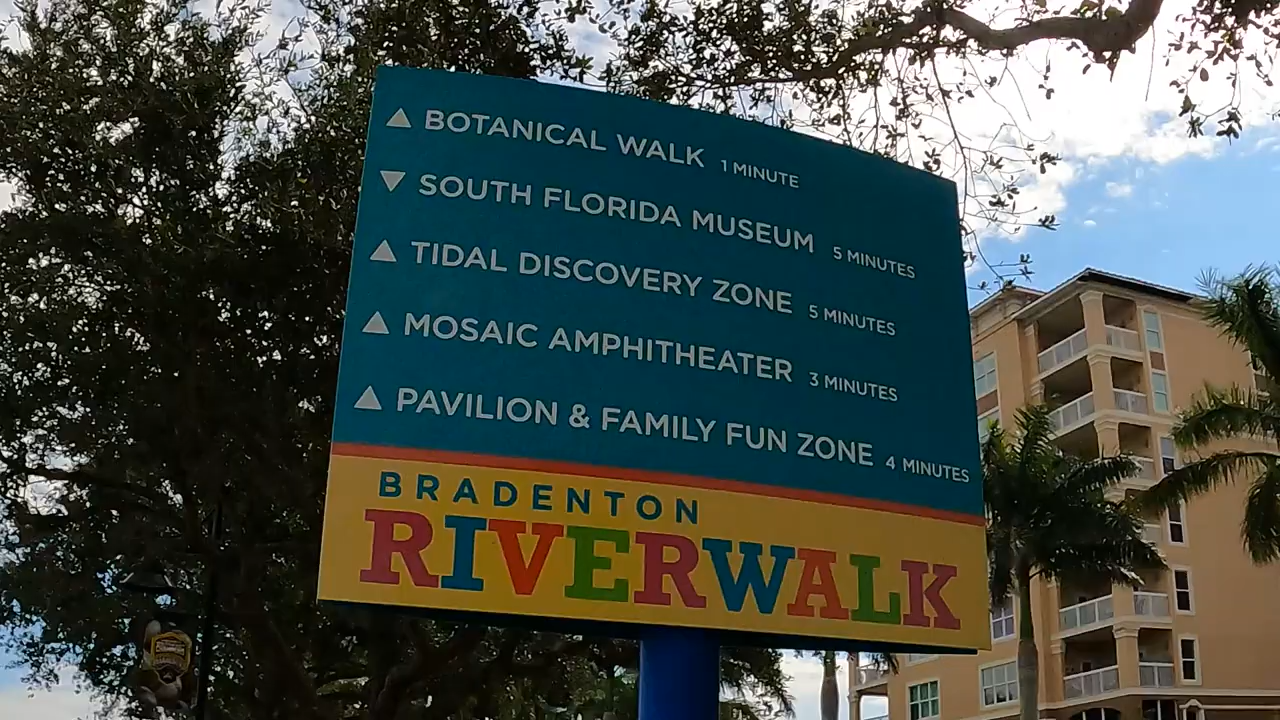 ▲ BOTANICAL WALK 1 MINUTE
▼ SOUTH FLORIDA MUSEUM 5 MINUTES
▲ TIDAL DISCOVERY ZONE 5 MINUTES
▲ MOSAIC AMPHITHEATER 3 MINUTES
▲ PAVILION & FAMILY FUN ZONE 4 MINUTES
BRADENTON
RIVERWALK